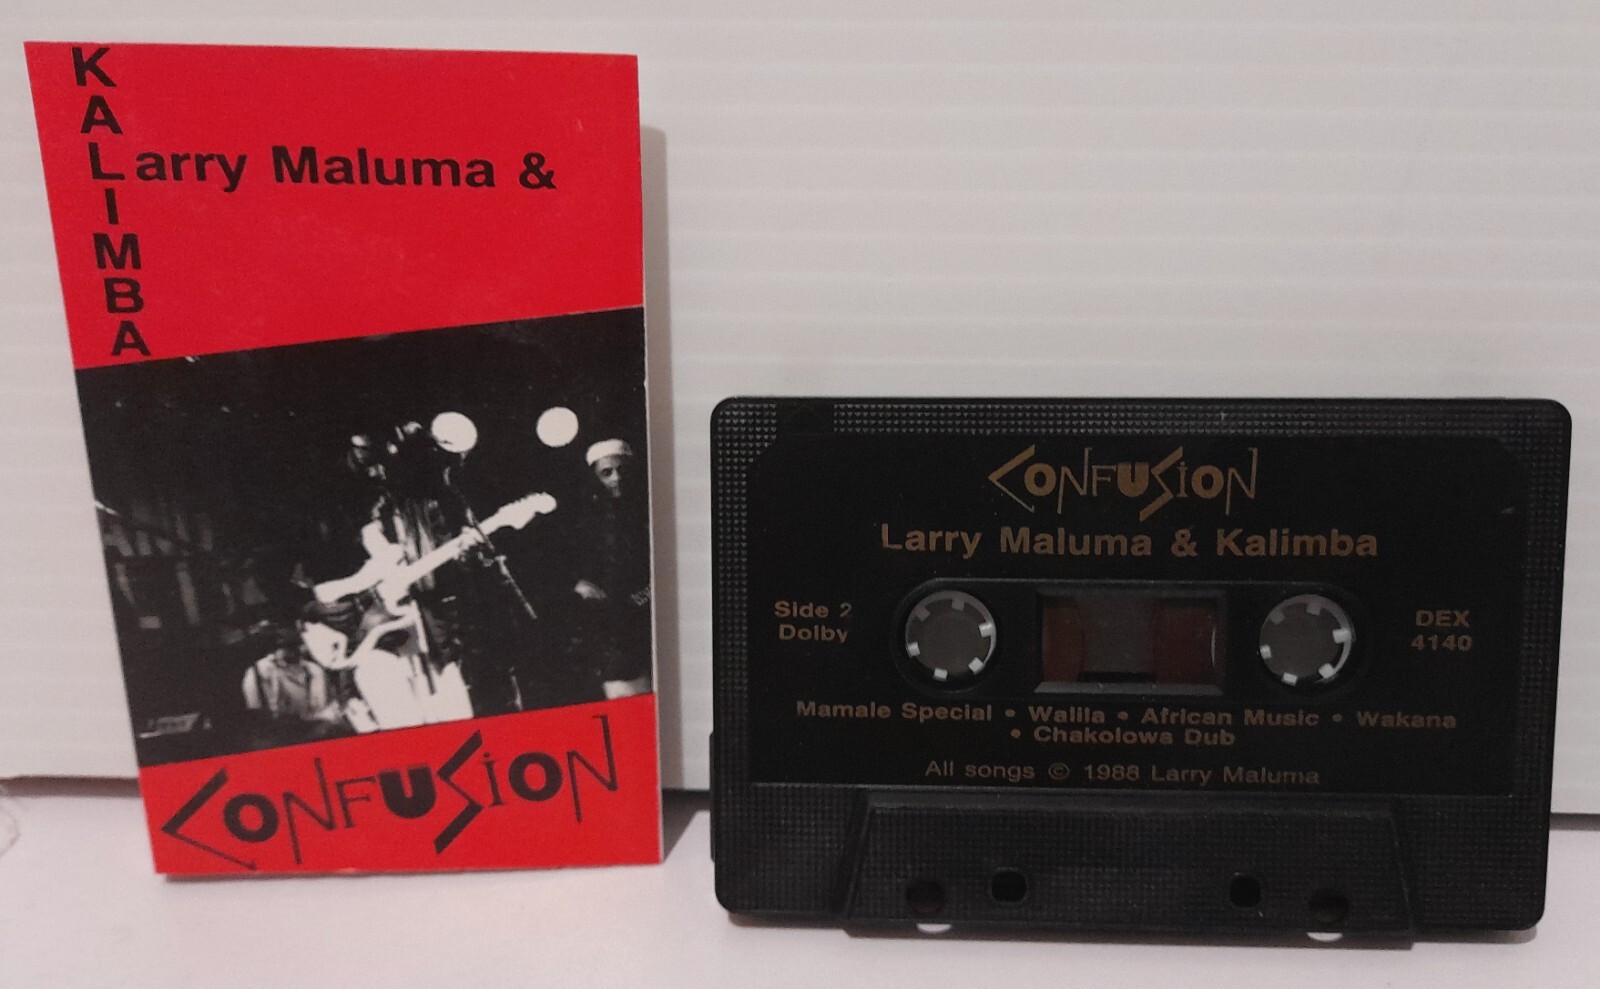 KALIMBA
Larry Maluma &
CONFUSiON
CONFUSiON
Larry Maluma & Kalimba
Side 2
Dolby
DEX
4140
Mamale Special • Walila • African Music • Wakana
• Chakolowa Dub
All songs © 1988 Larry Maluma